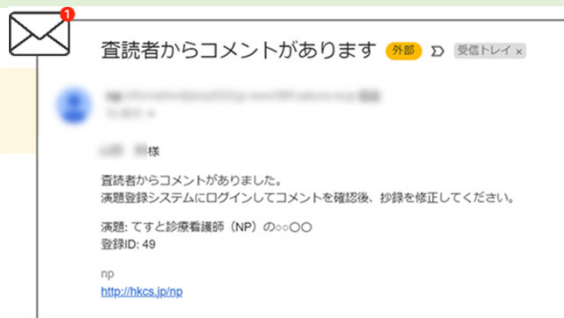 1
査読者からコメントがあります 外部 受信トレイ ×
様
査読者からコメントがありました。
演題登録システムにログインしてコメントを確認後、抄録を修正してください。
演題: てすと診療看護師（NP）の○○〇〇
登録ID: 49
np
http://hkcs.jp/np